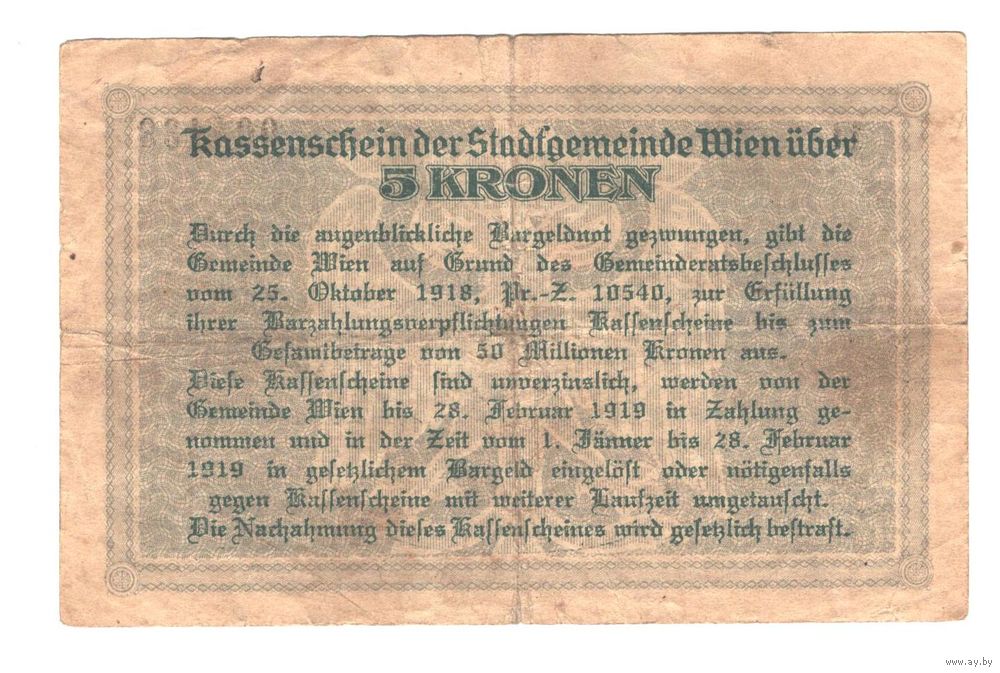 Kassenschein der Stadtgemeinde Wien über
5 KRONEN
Durch die augenblickliche Bargeldnot gezwungen, gibt die
Gemeinde Wien auf Grund des Gemeinderatsbeschlusses
vom 25. Oktober 1918, Pr.-Z. 10540, zur Erfüllung
ihrer Barzahlungsverpflichtungen Kassenscheine bis zum
Gesamtbetrage von 50 Millionen Kronen aus.
Diese Kassenscheine sind unverzinslich, werden von der
Gemeinde Wien bis 28. Februar 1919 in Zahlung ge-
nommen und in der Zeit vom 1. Jänner bis 28. Februar
1919 in gesetzlichem Bargeld eingelöst oder nötigenfalls
gegen Kassenscheine mit weiterer Laufzeit umgetauscht.
Die Nachahmung dieses Kassenscheines wird gesetzlich bestraft.
www.ay.by